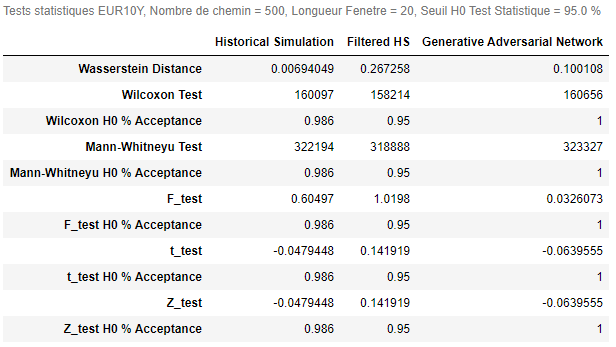 Tests statistiques EUR10Y, Nombre de chemin = 500, Longueur Fenetre = 20, Seuil H0 Test Statistique = 95.0 %
Historical Simulation Filtered HS Generative Adversarial Network
Wasserstein Distance 0.00694049 0.267258 0.100108
Wilcoxon Test 160097 158214 160656
Wilcoxon H0 % Acceptance 0.986 0.95 1
Mann-Whitneyu Test 322194 318888 323327
Mann-Whitneyu H0 % Acceptance 0.986 0.95 1
F_test 0.60497 1.0198 0.0326073
F_test H0 % Acceptance 0.986 0.95 1
t_test -0.0479448 0.141919 -0.0639555
t_test H0 % Acceptance 0.986 0.95 1
Z_test -0.0479448 0.141919 -0.0639555
Z_test H0 % Acceptance 0.986 0.95 1